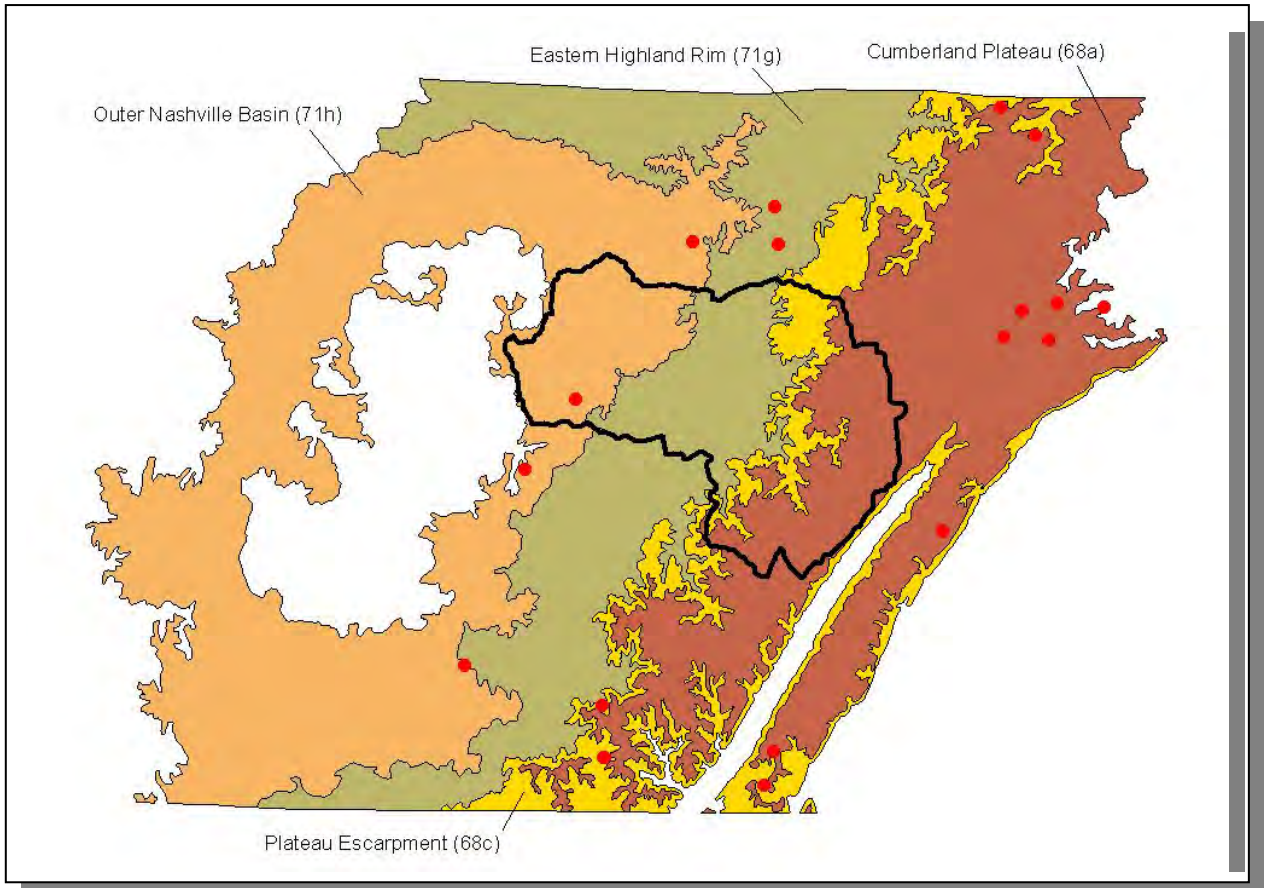 Eastern Highland Rim (71g)
Cumberland Plateau (68a)
Outer Nashville Basin (71h)
Plateau Escarpment (68c)